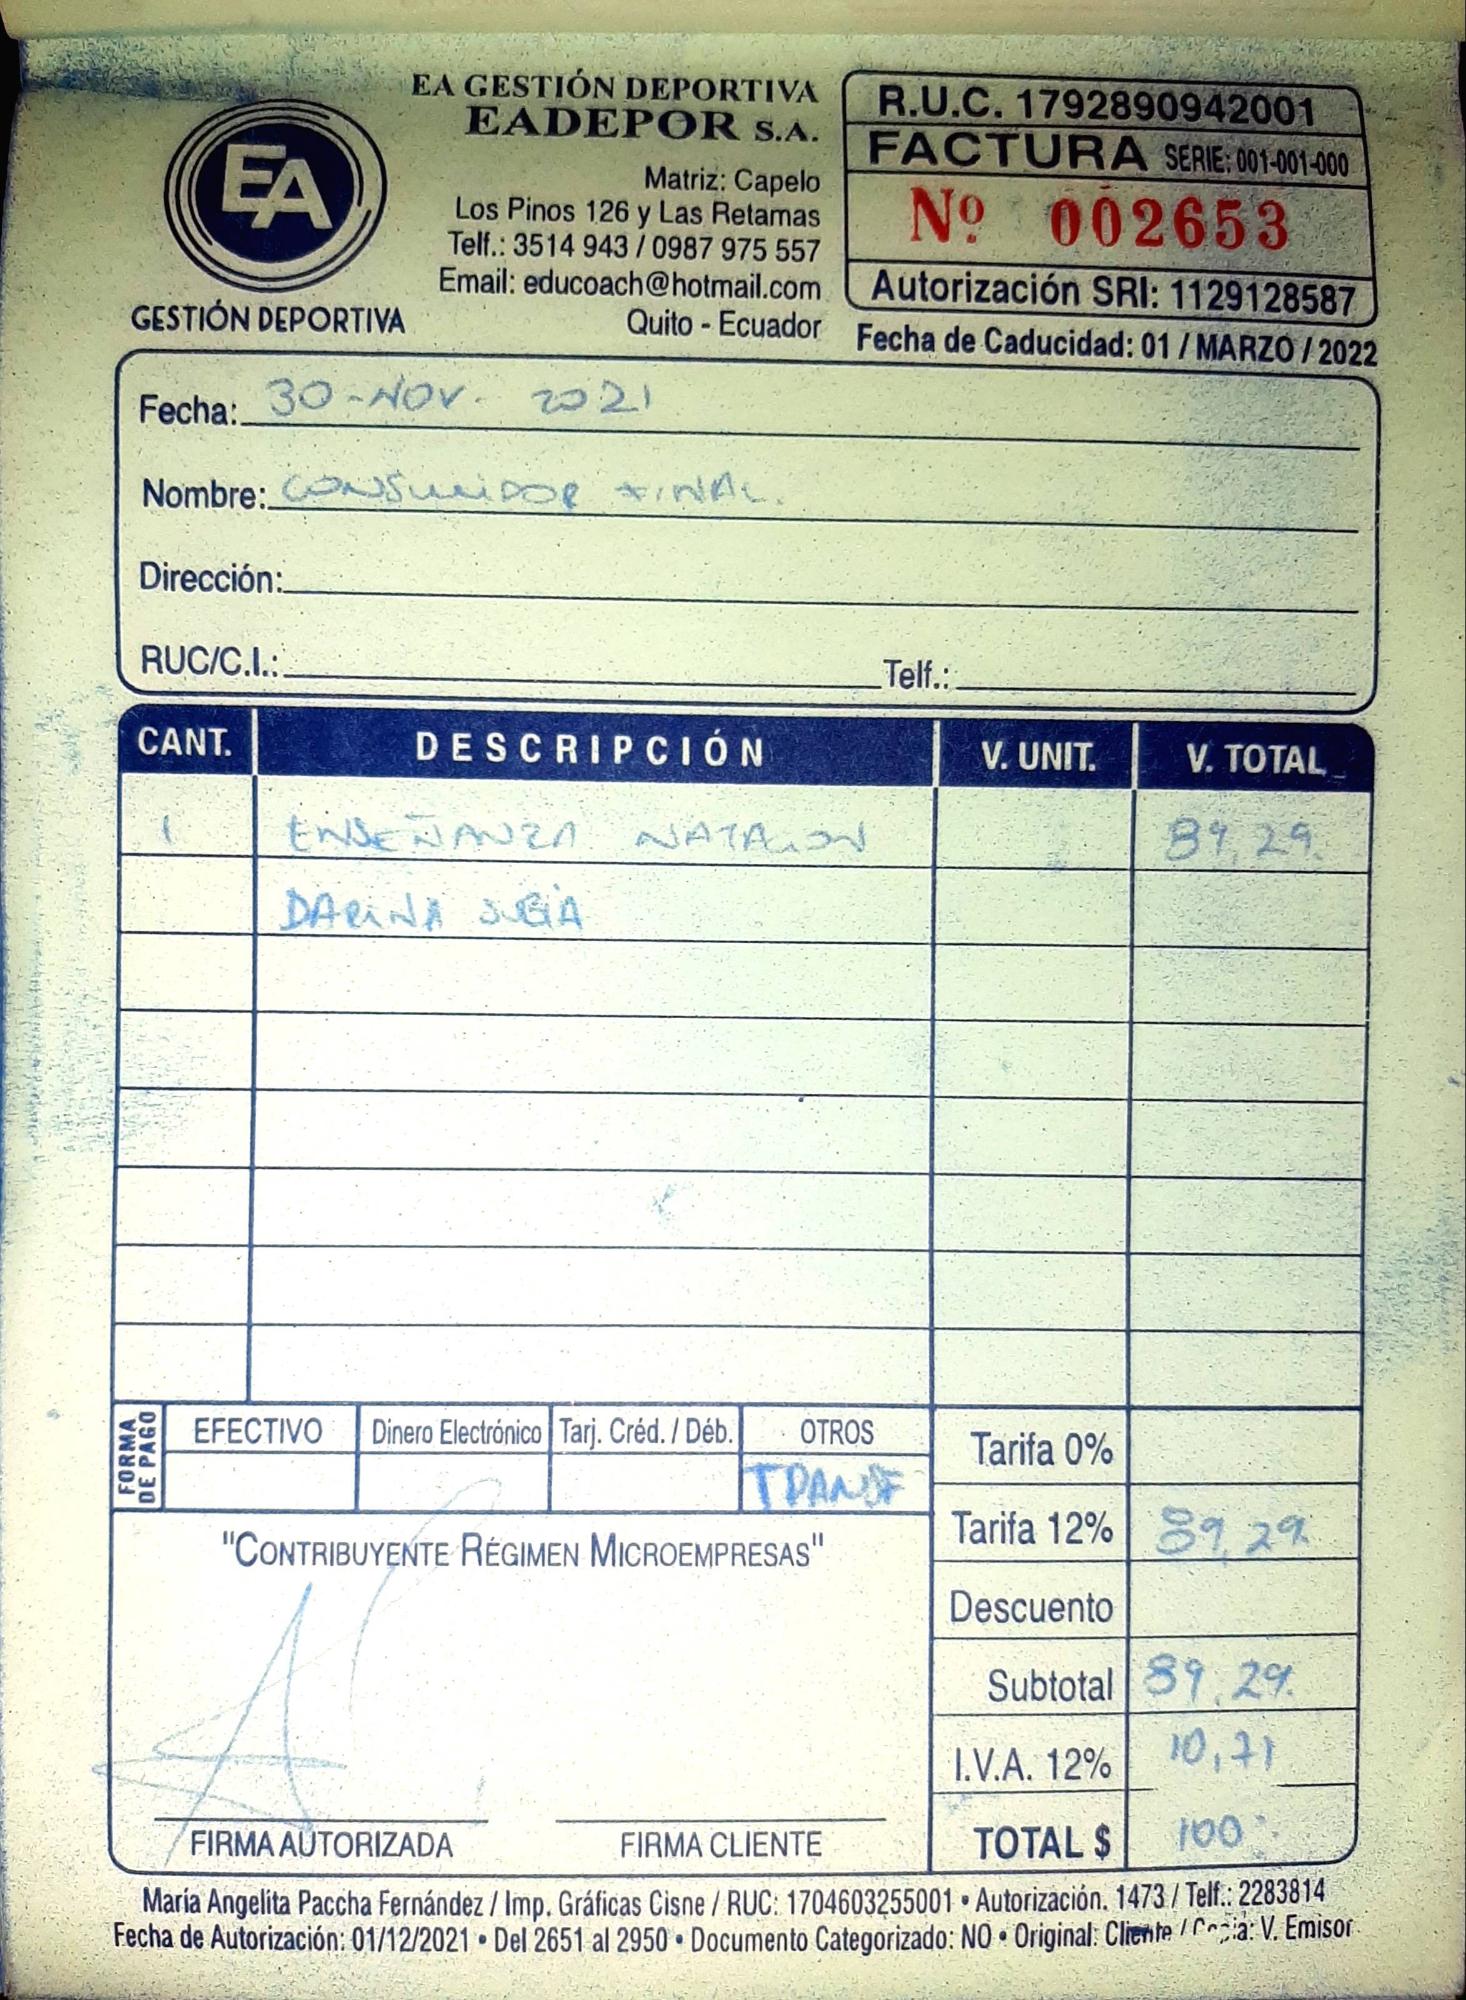 EA GESTIÓN DEPORTIVA
EADEPOR S.A.
EA
GESTIÓN DEPORTIVA
Matriz: Capelo
Los Pinos 126 y Las Retamas
Telf.: 3514 943 / 0987 975 557
Email: educoach@hotmail.com
Quito - Ecuador
R.U.C. 1792890942001
FACTURA SERIE: 001-001-000
Nº 002653
Autorización SRI: 1129128587
Fecha de Caducidad: 01 / MARZO / 2022
Fecha: 30-NOV. 2021
Nombre: CONSUMIDOR FINAL.
Dirección:
RUC/C.I.: Telf.:
CANT. DESCRIPCIÓN V. UNIT. V. TOTAL
1 ENSEÑANZA NATACION 89,29.
DARINA
FORMA DE PAGO
EFECTIVO Dinero Electrónico Tarj. Créd. / Déb. OTROS
TRANSF
Tarifa 0%
Tarifa 12% 89,29
Descuento
Subtotal 89,29.
I.V.A. 12% 10,71
TOTAL $ 100
"CONTRIBUYENTE RÉGIMEN MICROEMPRESAS"
FIRMA AUTORIZADA FIRMA CLIENTE
María Angelita Paccha Fernández / Imp. Gráficas Cisne / RUC: 1704603255001 • Autorización. 1473 / Telf.: 2283814
Fecha de Autorización: 01/12/2021 • Del 2651 al 2950 • Documento Categorizado: NO • Original: Cliente / Copia: V. Emisor